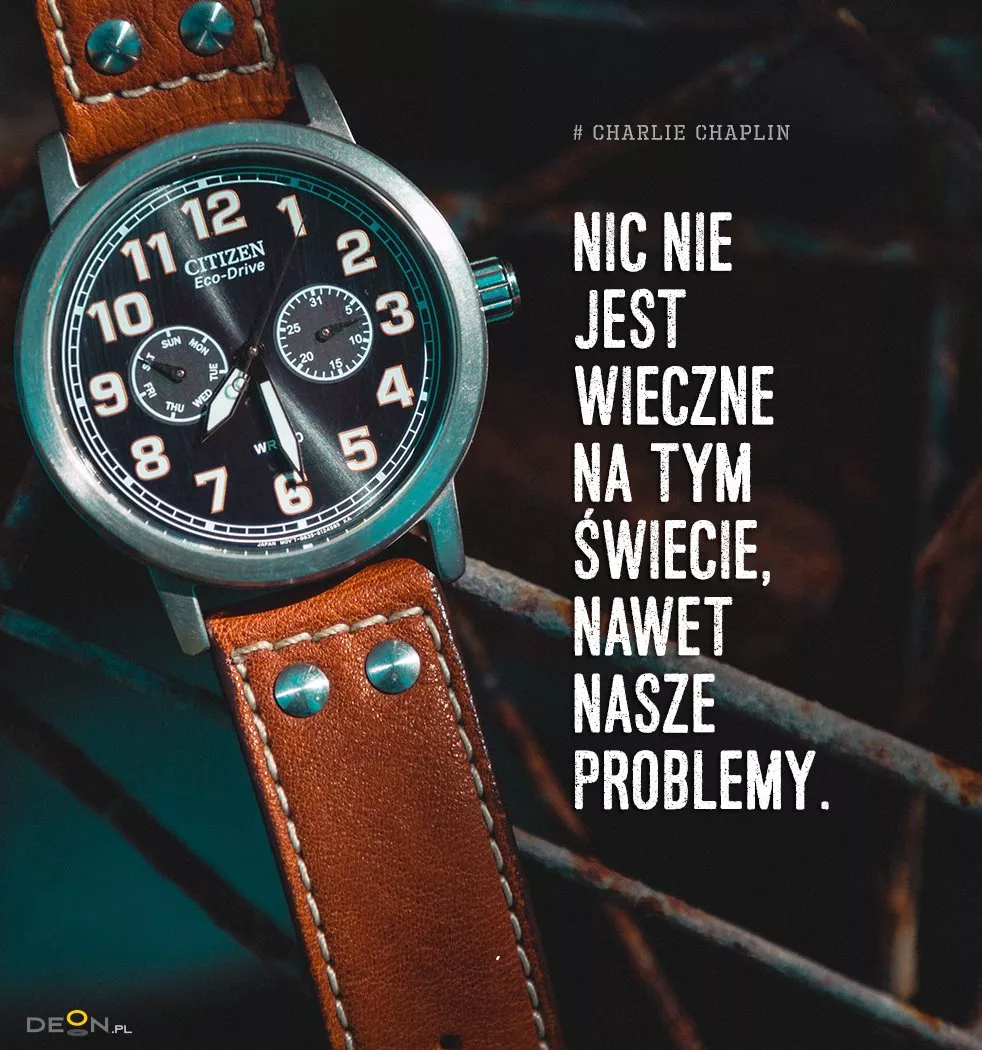 # CHARLIE CHAPLIN
NIC NIE
JEST
WIECZNE
NA TYM
ŚWIECIE,
NAWET
NASZE
PROBLEMY.
12
1
2
3
4
5
6
7
8
9
10
11
CITIZEN
Eco-Drive
SUN
MON
TUE
WED
THU
FRI
31
5
10
15
20
25
DEON.PL